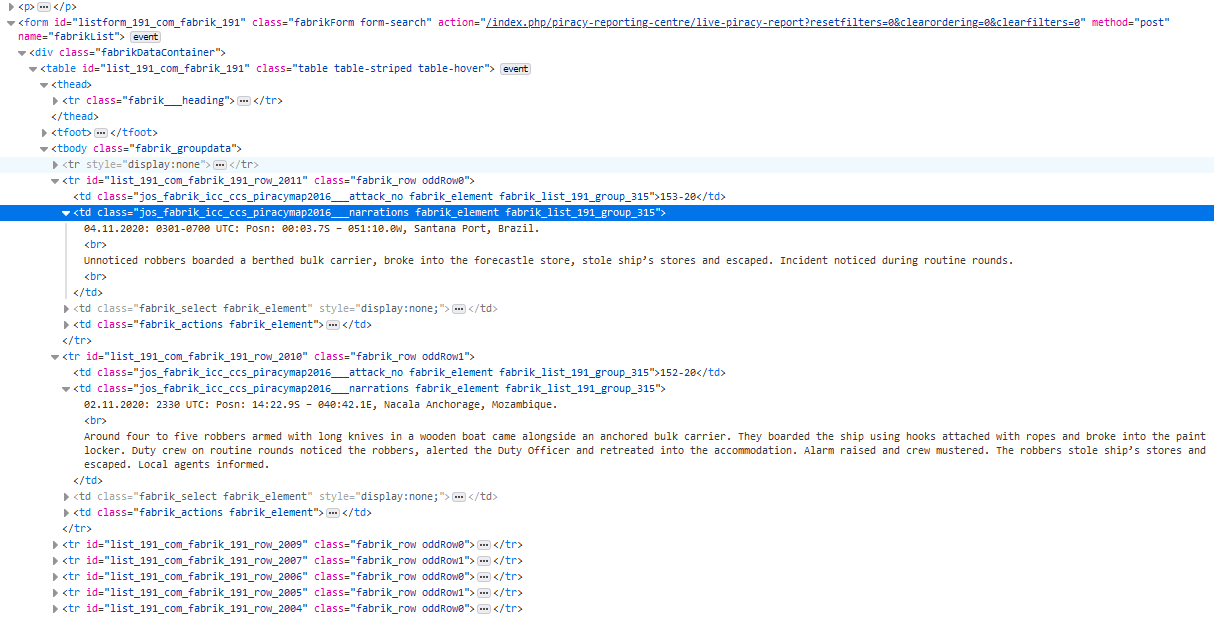 <p> ... </p>
<form id="listform_191_com_fabrik_191" class="fabrikForm form-search" action="/index.php/piracy-reporting-centre/live-piracy-report?resetfilters=0&clearordering=0&clearfilters=0" method="post"
name="fabrikList"> event
<div class="fabrikDataContainer">
<table id="list_191_com_fabrik_191" class="table table-striped table-hover"> event
<thead>
<tr class="fabrik___heading"> ... </tr>
</thead>
<tfoot> ... </tfoot>
<tbody class="fabrik_groupdata">
<tr style="display:none"> ... </tr>
<tr id="list_191_com_fabrik_191_row_2011" class="fabrik_row oddRow0">
<td class="jos_fabrik_icc_ccs_piracymap2016___attack_no fabrik_element fabrik_list_191_group_315">153-20</td>
<td class="jos_fabrik_icc_ccs_piracymap2016___narrations fabrik_element fabrik_list_191_group_315">
04.11.2020: 0301-0700 UTC: Posn: 00:03.7S – 051:10.0W, Santana Port, Brazil.
<br>
Unnoticed robbers boarded a berthed bulk carrier, broke into the forecastle store, stole ship’s stores and escaped. Incident noticed during routine rounds.
<br>
</td>
<td class="fabrik_select fabrik_element" style="display:none;"> ... </td>
<td class="fabrik_actions fabrik_element"> ... </td>
</tr>
<tr id="list_191_com_fabrik_191_row_2010" class="fabrik_row oddRow1">
<td class="jos_fabrik_icc_ccs_piracymap2016___attack_no fabrik_element fabrik_list_191_group_315">152-20</td>
<td class="jos_fabrik_icc_ccs_piracymap2016___narrations fabrik_element fabrik_list_191_group_315">
02.11.2020: 2330 UTC: Posn: 14:22.9S – 040:42.1E, Nacala Anchorage, Mozambique.
<br>
Around four to five robbers armed with long knives in a wooden boat came alongside an anchored bulk carrier. They boarded the ship using hooks attached with ropes and broke into the paint
locker. Duty crew on routine rounds noticed the robbers, alerted the Duty Officer and retreated into the accommodation. Alarm raised and crew mustered. The robbers stole ship’s stores and
escaped. Local agents informed.
</td>
<td class="fabrik_select fabrik_element" style="display:none;"> ... </td>
<td class="fabrik_actions fabrik_element"> ... </td>
</tr>
<tr id="list_191_com_fabrik_191_row_2009" class="fabrik_row oddRow0"> ... </tr>
<tr id="list_191_com_fabrik_191_row_2007" class="fabrik_row oddRow1"> ... </tr>
<tr id="list_191_com_fabrik_191_row_2006" class="fabrik_row oddRow0"> ... </tr>
<tr id="list_191_com_fabrik_191_row_2005" class="fabrik_row oddRow1"> ... </tr>
<tr id="list_191_com_fabrik_191_row_2004" class="fabrik_row oddRow0"> ... </tr>